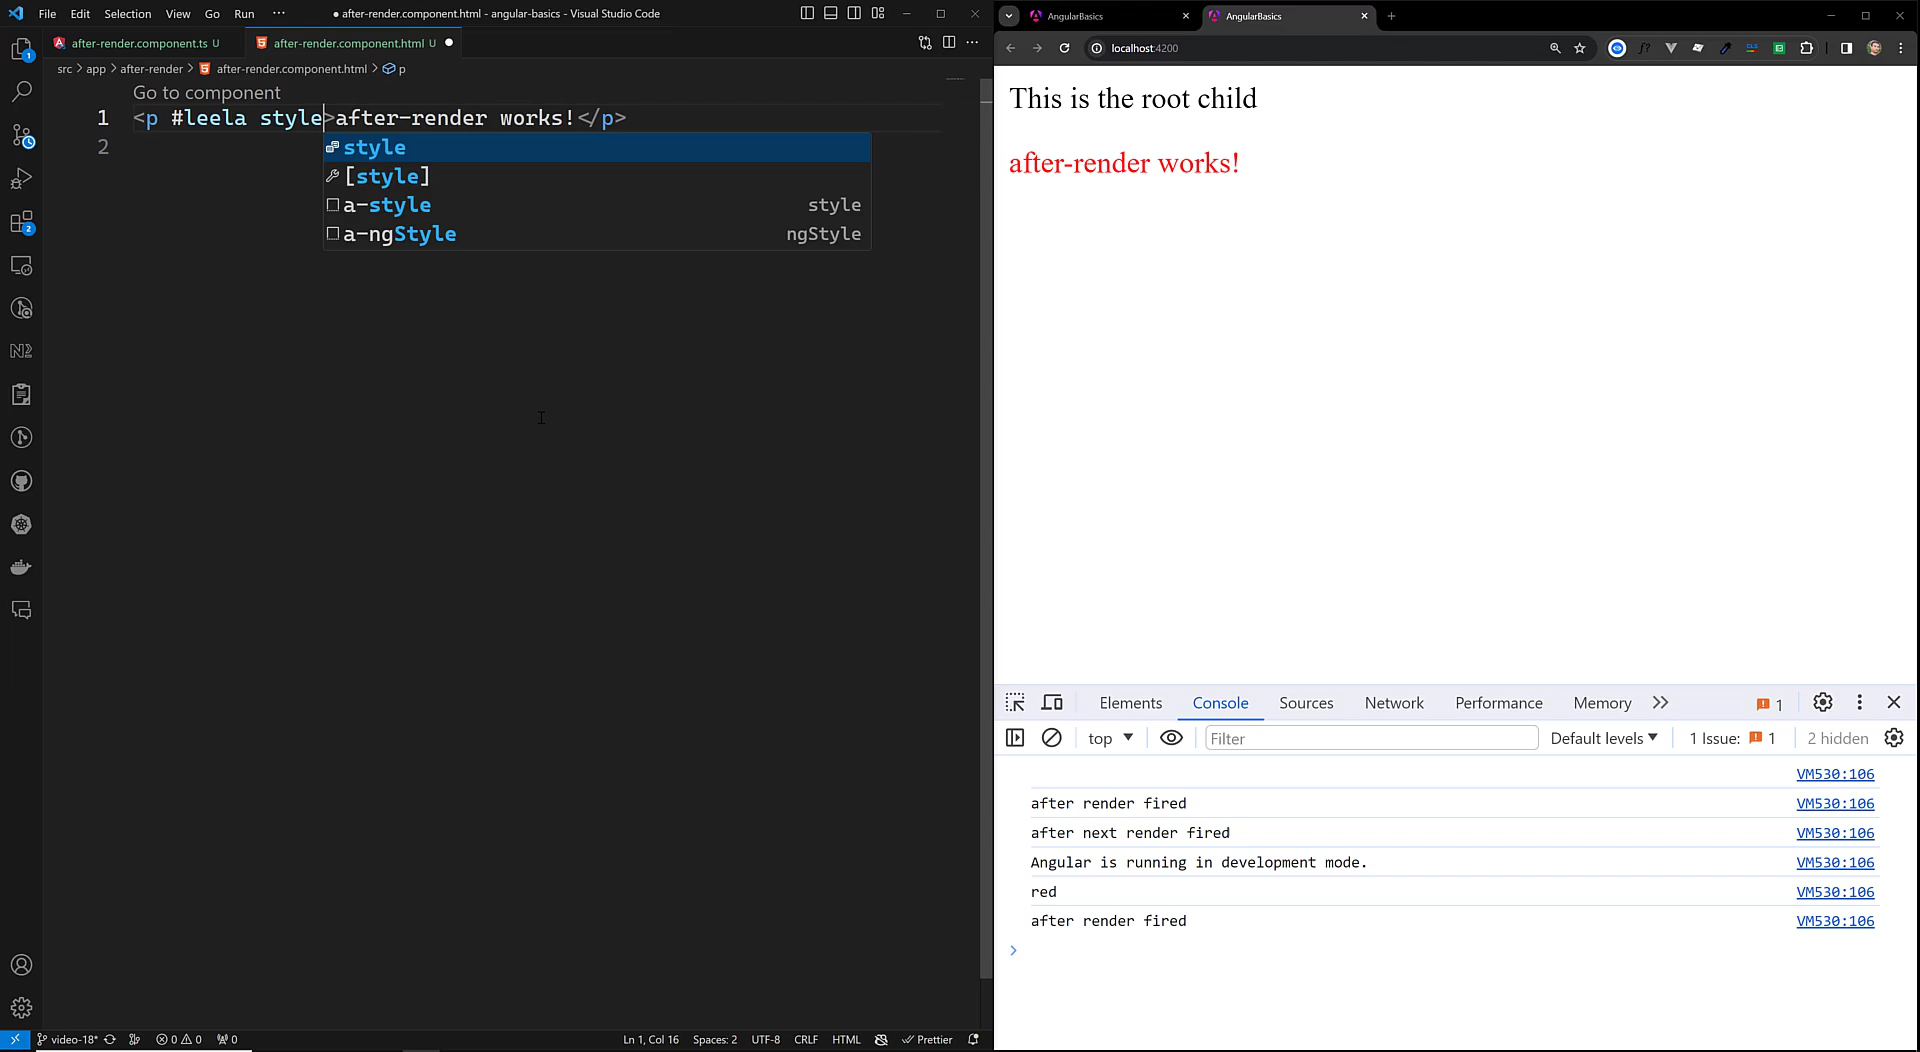 File Edit Selection View Go Run ··· ● after-render.component.html - angular-basics - Visual Studio Code
after-render.component.ts U after-render.component.html U ●
src > app > after-render > after-render.component.html > p
Go to component
1 <p #leela style>after-render works!</p>
2
style
[style]
a-style style
a-ngStyle ngStyle
1
2
N2
video-18* 0 0 0 Ln 1, Col 16 Spaces: 2 UTF-8 CRLF HTML Prettier
AngularBasics AngularBasics
localhost:4200
This is the root child
after-render works!
Elements Console Sources Network Performance Memory 1
top Filter Default levels 1 Issue: 1 2 hidden
VM530:106
after render fired VM530:106
after next render fired VM530:106
Angular is running in development mode. VM530:106
red VM530:106
after render fired VM530:106
>